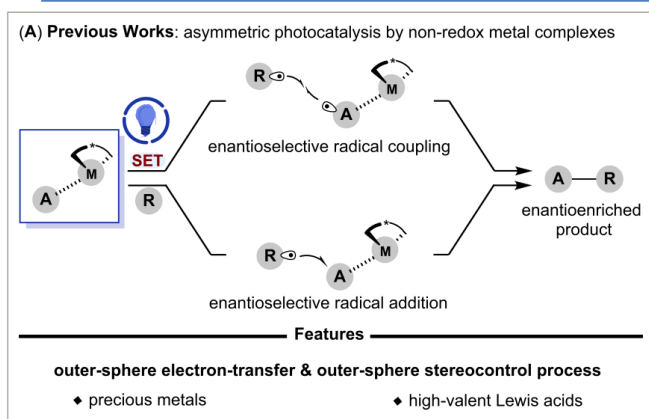 (A) Previous Works: asymmetric photocatalysis by non-redox metal complexes
R
A
M
*
enantioselective radical coupling
SET
R
A
M
*
A R
enantioenriched
product
R
A
M
*
enantioselective radical addition
Features
outer-sphere electron-transfer & outer-sphere stereocontrol process
◆ precious metals
◆ high-valent Lewis acids